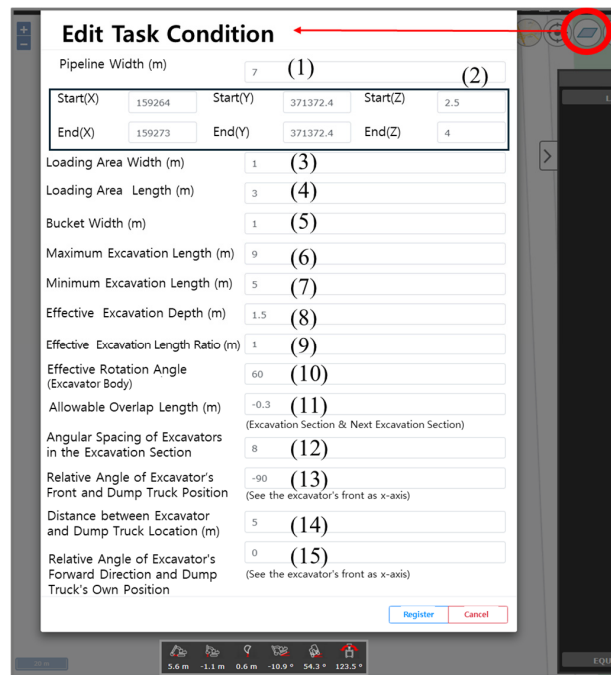 Edit Task Condition
Pipeline Width (m) 7 (1)
(2)
Start(X) 159264 Start(Y) 371372.4 Start(Z) 2.5
End(X) 159273 End(Y) 371372.4 End(Z) 4
Loading Area Width (m) 1 (3)
Loading Area Length (m) 3 (4)
Bucket Width (m) 1 (5)
Maximum Excavation Length (m) 9 (6)
Minimum Excavation Length (m) 5 (7)
Effective Excavation Depth (m) 1.5 (8)
Effective Excavation Length Ratio (m) 1 (9)
Effective Rotation Angle
(Excavator Body) 60 (10)
Allowable Overlap Length (m) -0.3 (11)
(Excavation Section & Next Excavation Section)
Angular Spacing of Excavators
in the Excavation Section 8 (12)
Relative Angle of Excavator's
Front and Dump Truck Position -90 (13)
(See the excavator's front as x-axis)
Distance between Excavator
and Dump Truck Location (m) 5 (14)
Relative Angle of Excavator's
Forward Direction and Dump
Truck's Own Position 0 (15)
(See the excavator's front as x-axis)
Register Cancel
5.6 m -1.1 m 0.6 m -10.9 ° 54.3 ° 123.5 °
20 m
EQU